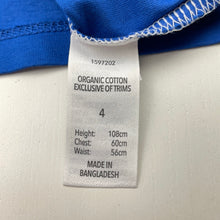 1597202
ORGANIC COTTON
EXCLUSIVE OF TRIMS
4
Height: 108cm
Chest: 60cm
Waist: 56cm
MADE IN
BANGLADESH